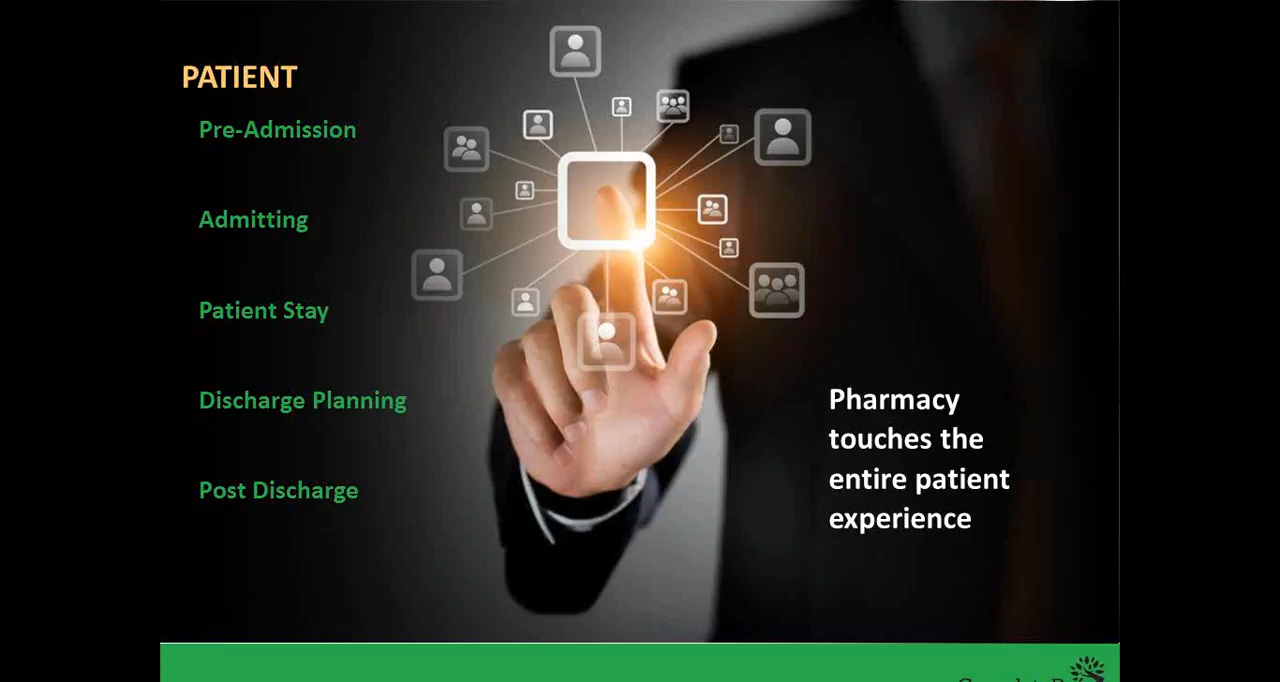 PATIENT
Pre-Admission
Admitting
Patient Stay
Discharge Planning
Post Discharge
Pharmacy
touches the
entire patient
experience